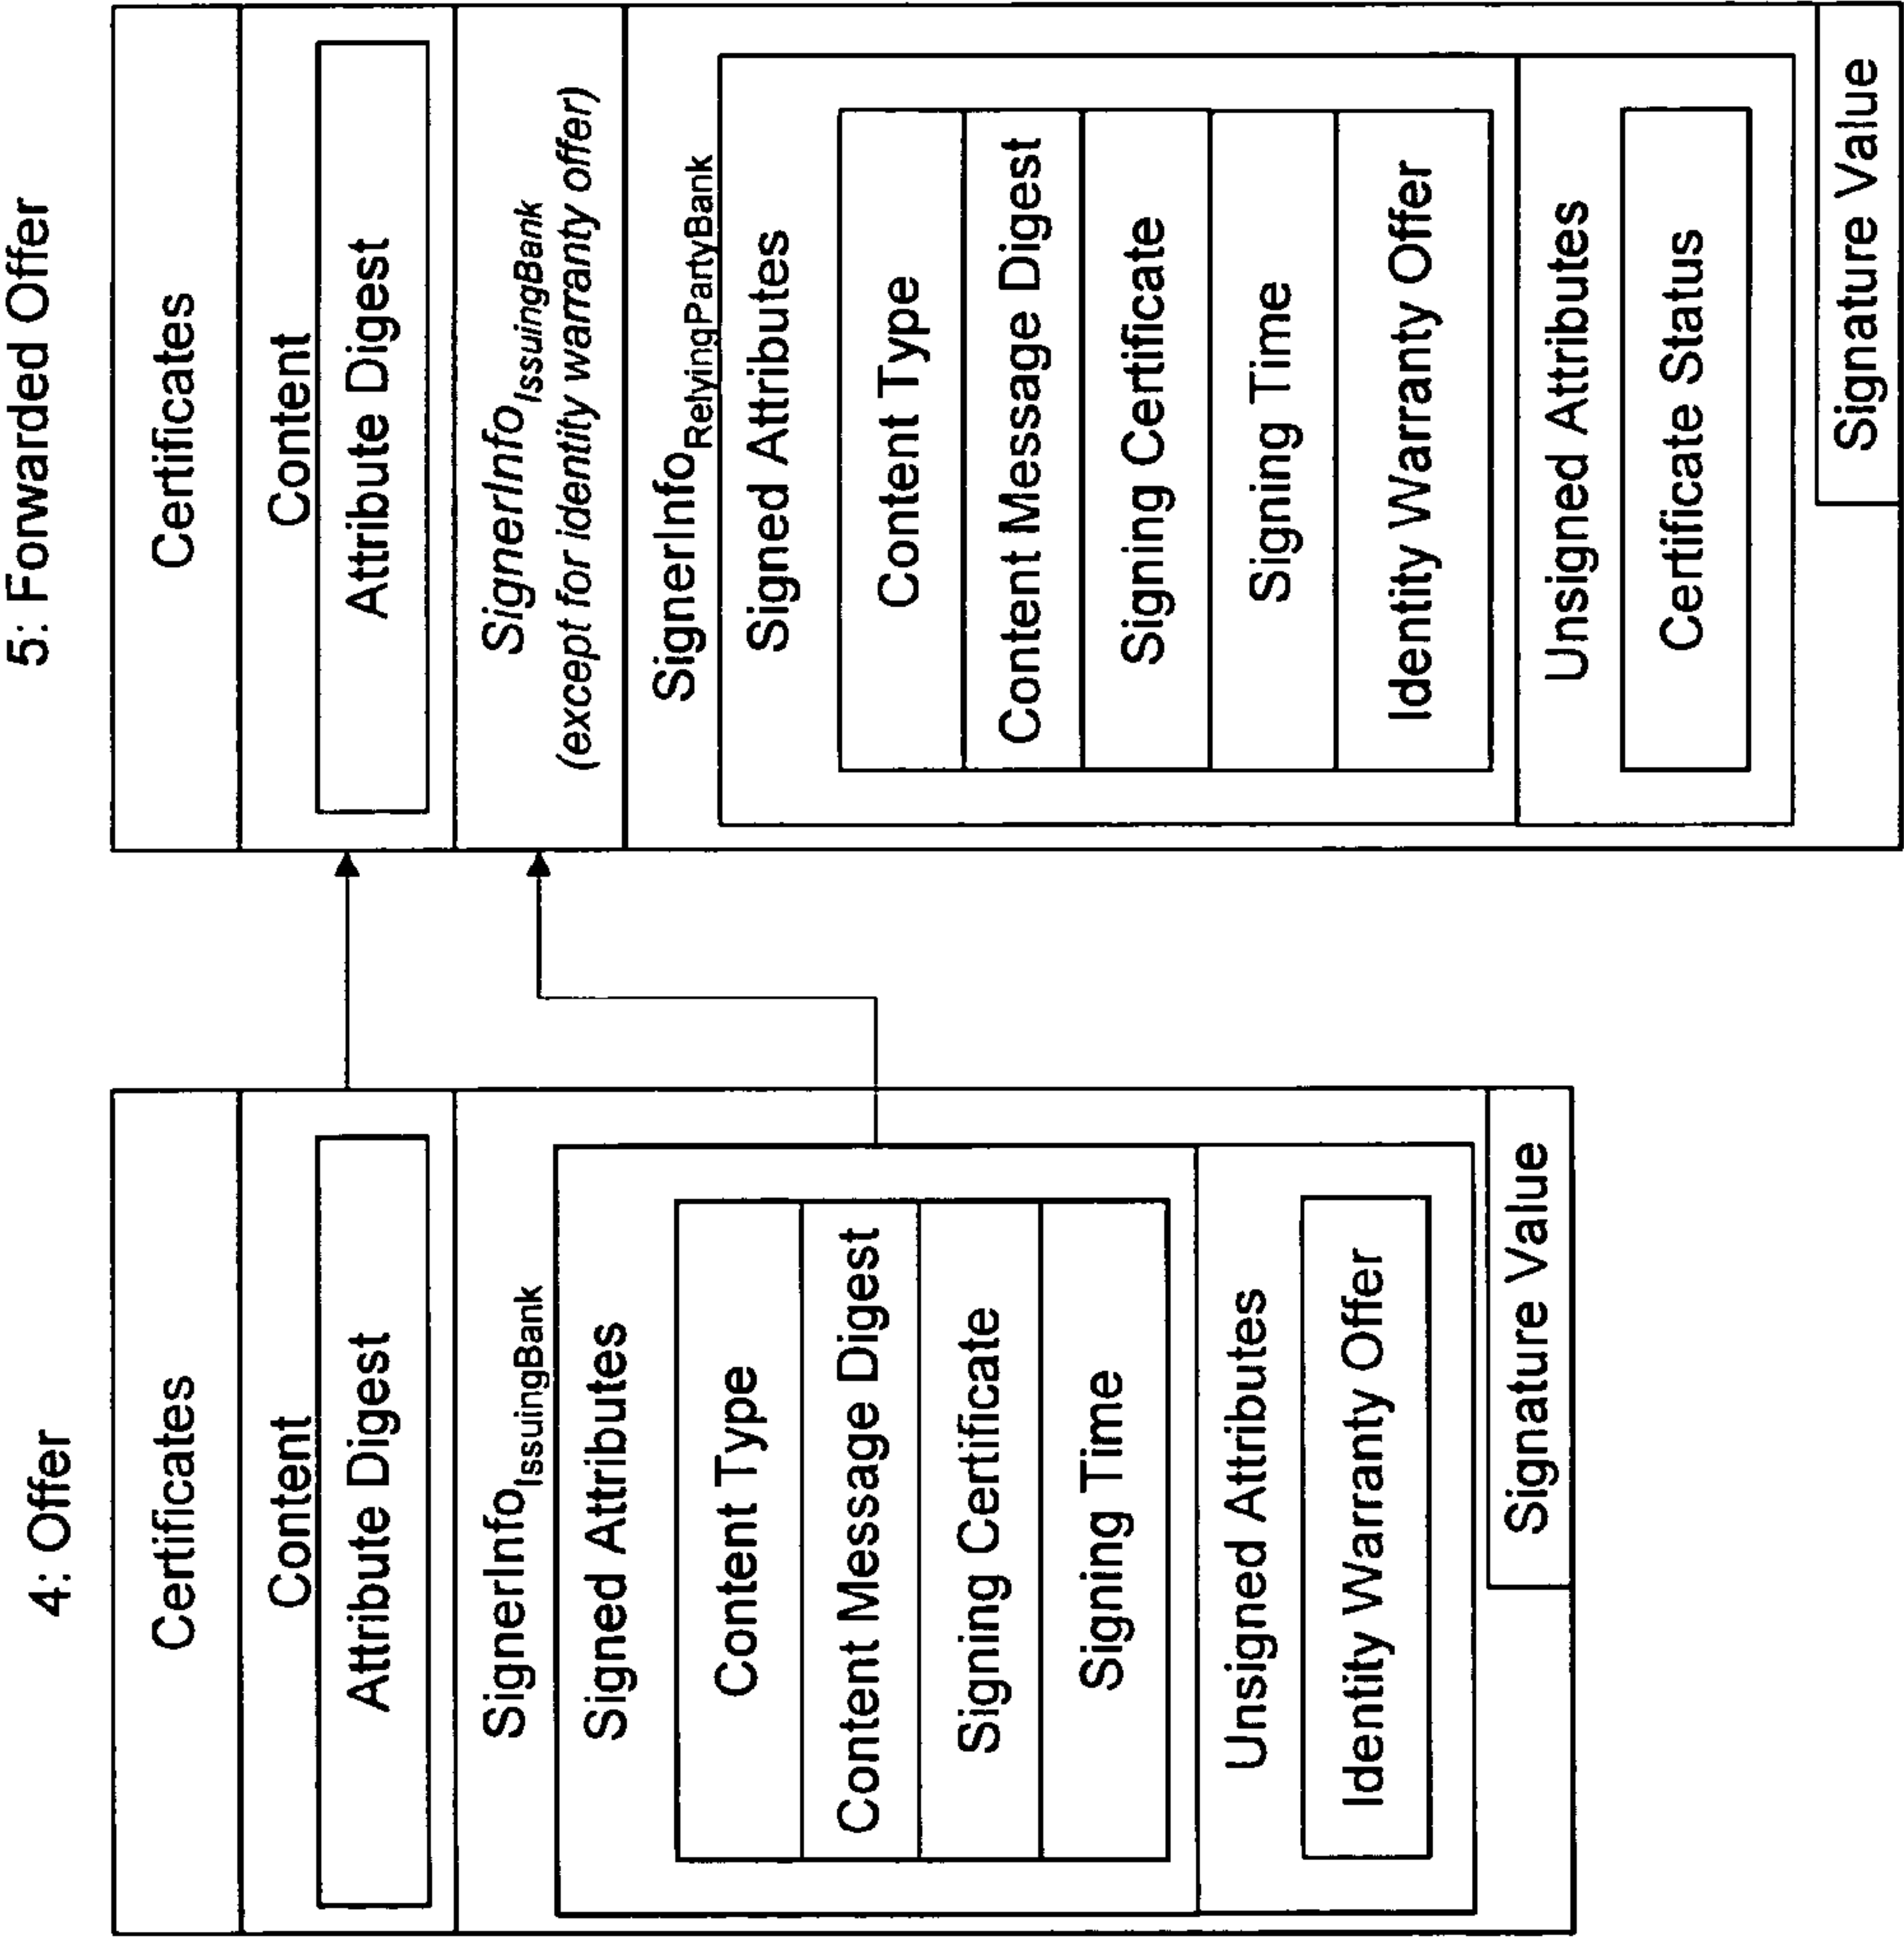 4: Offer
Certificates
Content
Attribute Digest
SignerInfoIssuingBank
Signed Attributes
Content Type
Content Message Digest
Signing Certificate
Signing Time
Unsigned Attributes
Identity Warranty Offer
Signature Value
5: Forwarded Offer
Certificates
Content
Attribute Digest
SignerInfoIssuingBank
(except for identity warranty offer)
SignerInfoRelyingPartyBank
Signed Attributes
Content Type
Content Message Digest
Signing Certificate
Signing Time
Identity Warranty Offer
Unsigned Attributes
Certificate Status
Signature Value